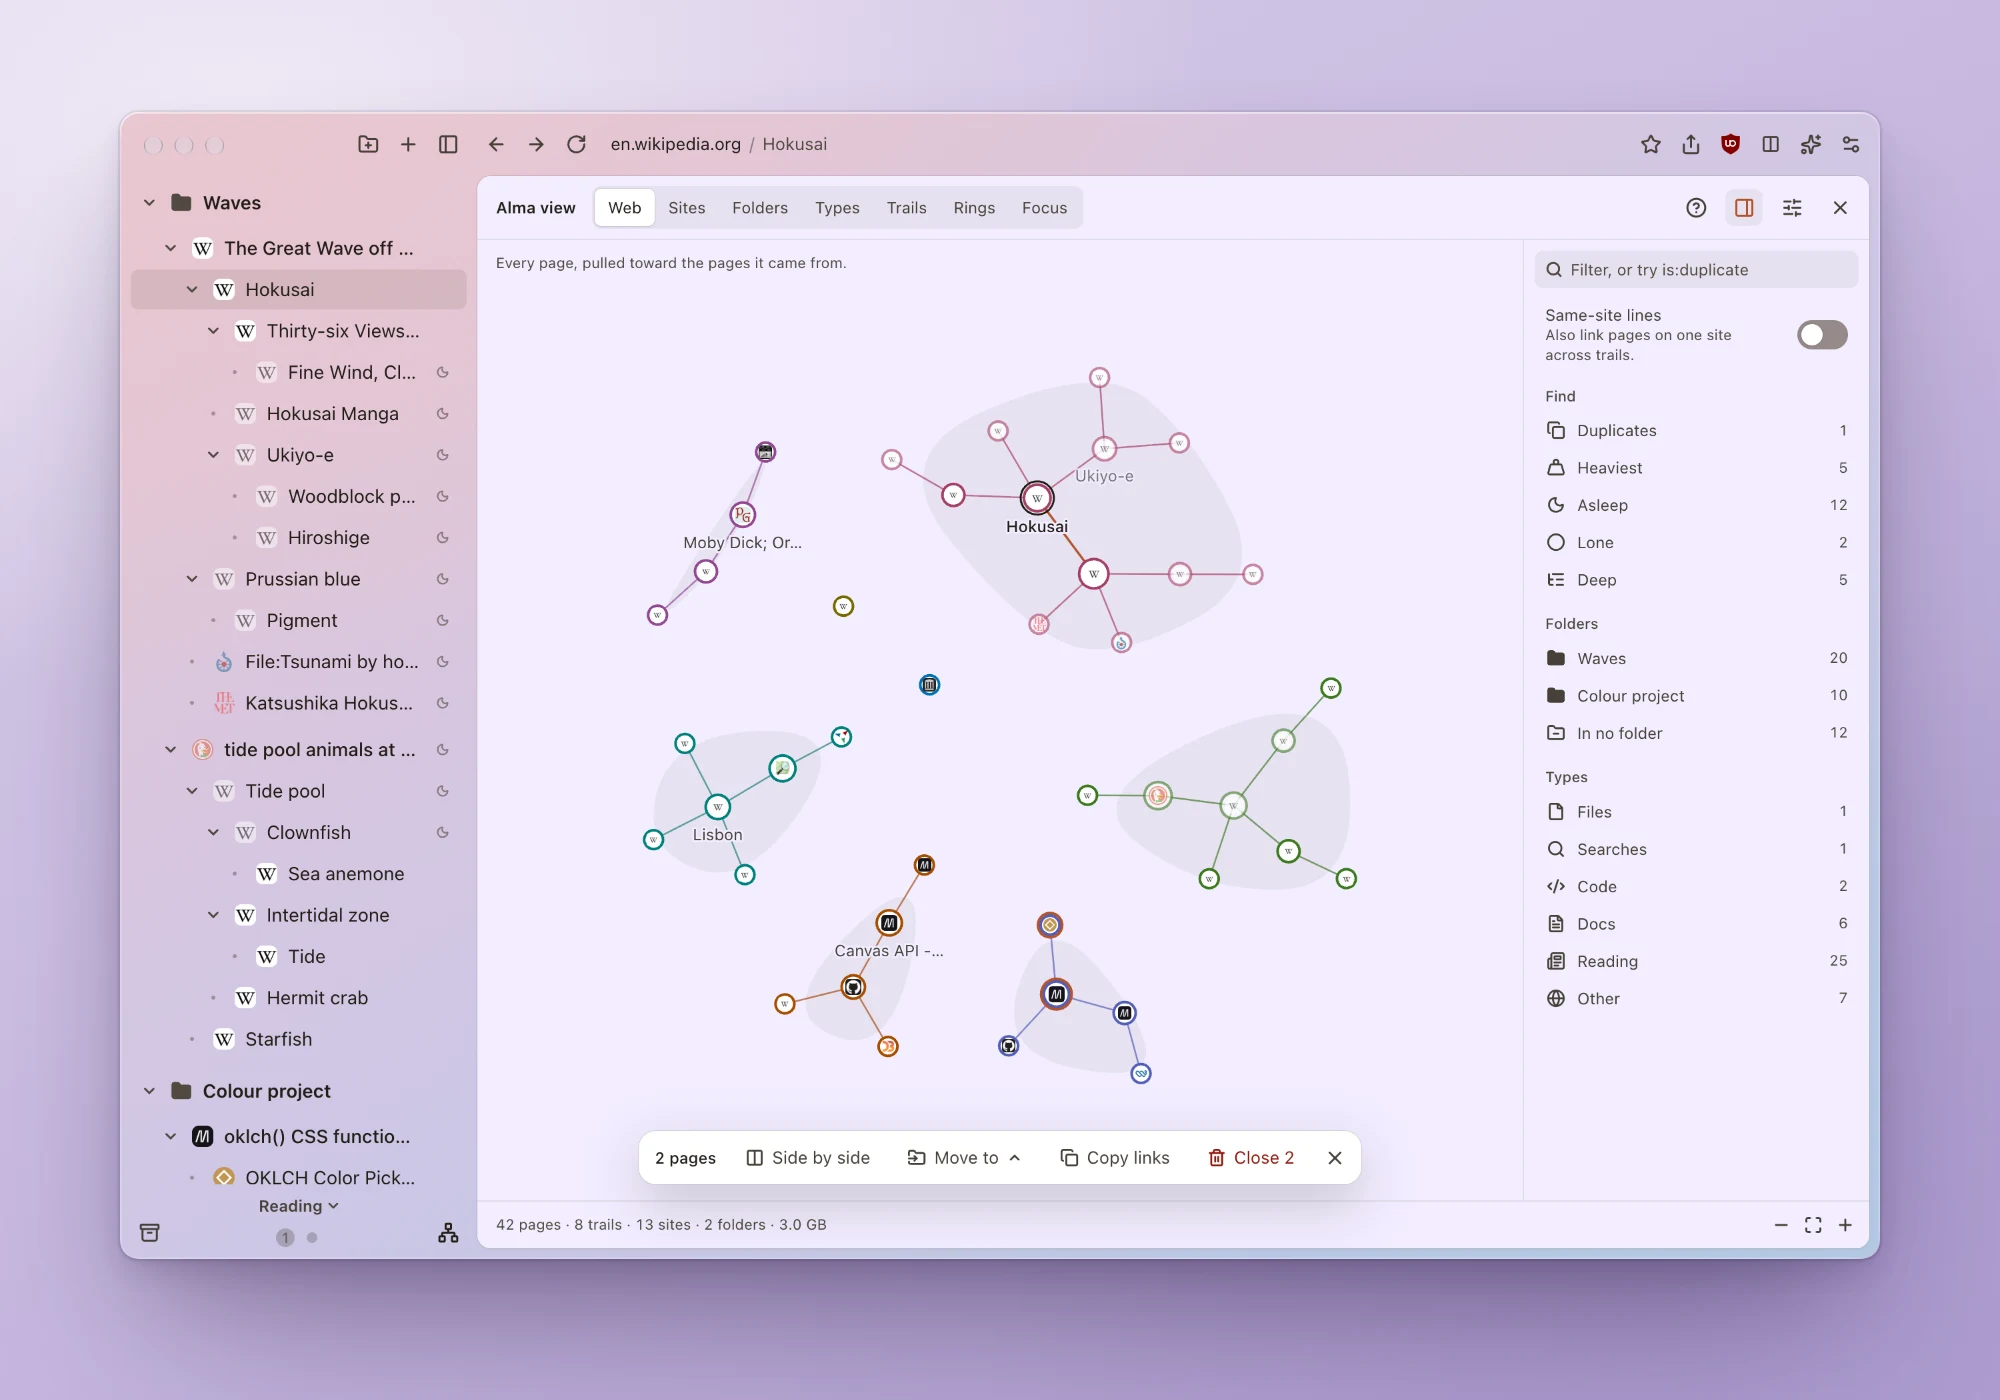 en.wikipedia.org / Hokusai
Waves
The Great Wave off ...
Hokusai
Thirty-six Views...
Fine Wind, Cl...
Hokusai Manga
Ukiyo-e
Woodblock p...
Hiroshige
Prussian blue
Pigment
File:Tsunami by ho...
Katsushika Hokus...
tide pool animals at ...
Tide pool
Clownfish
Sea anemone
Intertidal zone
Tide
Hermit crab
Starfish
Colour project
oklch() CSS functio...
OKLCH Color Pick...
Reading
1
Alma view
Web
Sites
Folders
Types
Trails
Rings
Focus
Every page, pulled toward the pages it came from.
Ukiyo-e
Hokusai
Moby Dick; Or...
Lisbon
Canvas API -...
2 pages
Side by side
Move to
Copy links
Close 2
42 pages · 8 trails · 13 sites · 2 folders · 3.0 GB
Filter, or try is:duplicate
Same-site lines
Also link pages on one site
across trails.
Find
Duplicates 1
Heaviest 5
Asleep 12
Lone 2
Deep 5
Folders
Waves 20
Colour project 10
In no folder 12
Types
Files 1
Searches 1
Code 2
Docs 6
Reading 25
Other 7